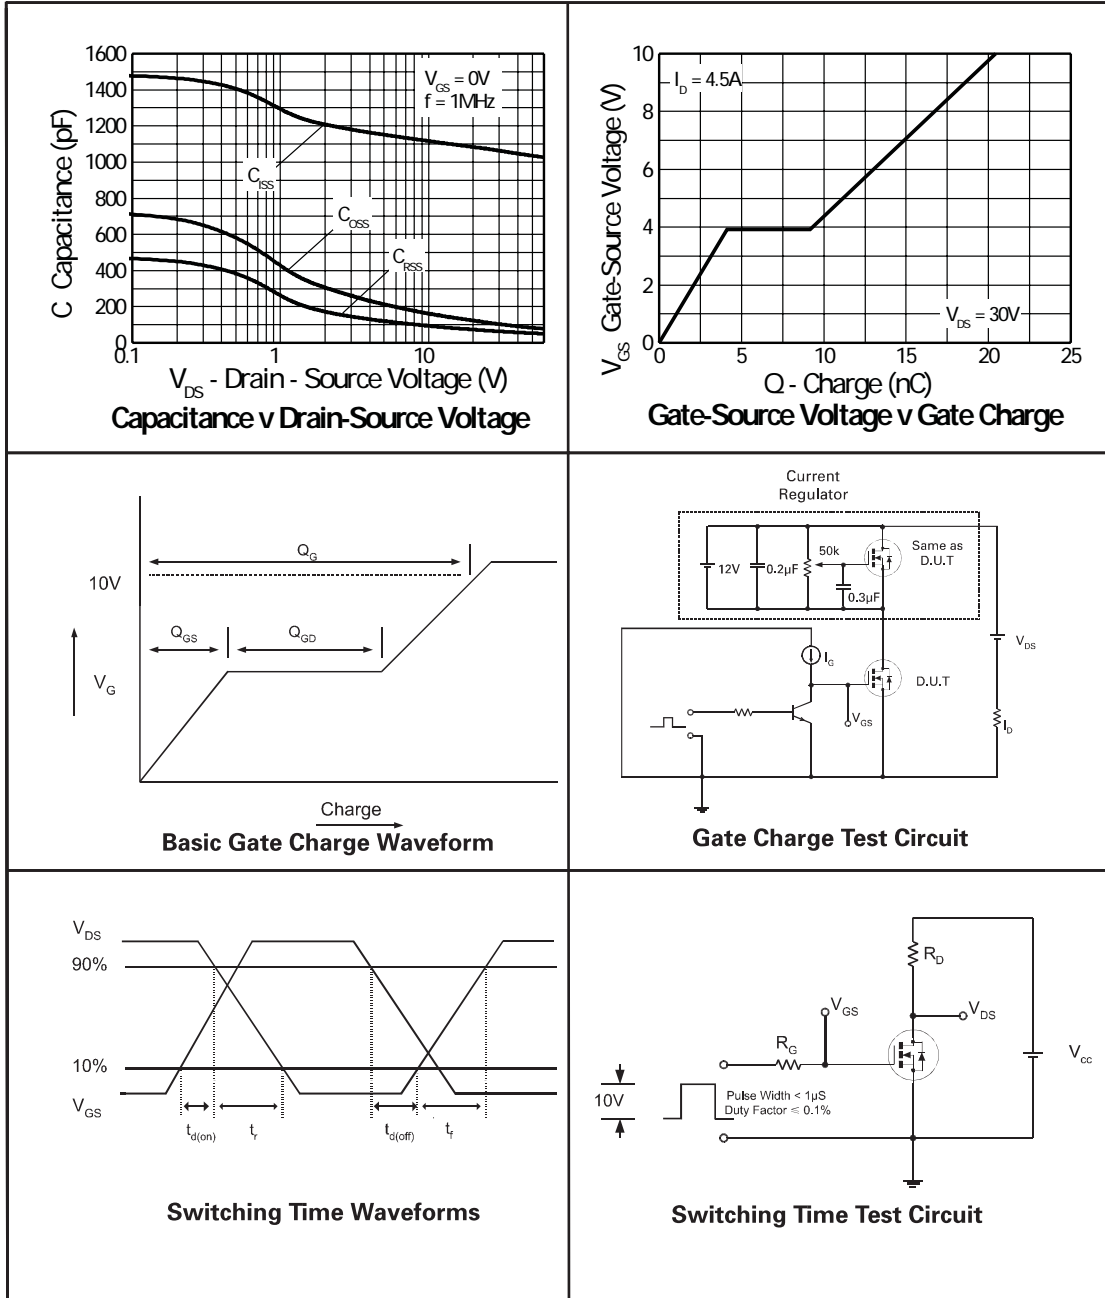 1600
1400
1200
1000
800
600
400
200
0
0.1
1
10
C Capacitance (pF)
VGS = 0V
f = 1MHz
CISS
COSS
CRSS
VDS - Drain - Source Voltage (V)
Capacitance v Drain-Source Voltage
10
8
6
4
2
0
0
5
10
15
20
25
VGS Gate-Source Voltage (V)
ID = 4.5A
VDS = 30V
Q - Charge (nC)
Gate-Source Voltage v Gate Charge
QG
10V
QGS
QGD
VG
Charge
Basic Gate Charge Waveform
Current
Regulator
12V
0.2µF
50k
0.3µF
Same as
D.U.T
IG
VDS
D.U.T
VGS
ID
Gate Charge Test Circuit
VDS
90%
10%
VGS
td(on)
tr
td(off)
tf
Switching Time Waveforms
RD
VGS
VDS
RG
Vcc
10V
Pulse Width < 1µS
Duty Factor ≤ 0.1%
Switching Time Test Circuit